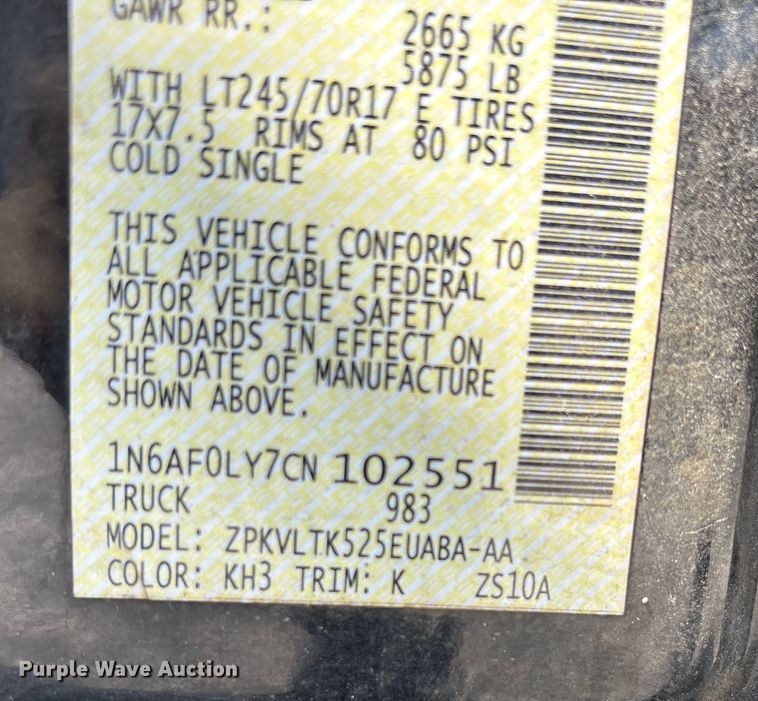 GAWR RR.:
2665 KG
5875 LB
WITH LT245/70R17 E TIRES
17X7.5 RIMS AT 80 PSI
COLD SINGLE
THIS VEHICLE CONFORMS TO
ALL APPLICABLE FEDERAL
MOTOR VEHICLE SAFETY
STANDARDS IN EFFECT ON
THE DATE OF MANUFACTURE
SHOWN ABOVE.
1N6AF0LY7CN 102551
TRUCK 983
MODEL: ZPKVLTK525EUABA-AA
COLOR: KH3 TRIM: K ZS10A
Purple Wave Auction